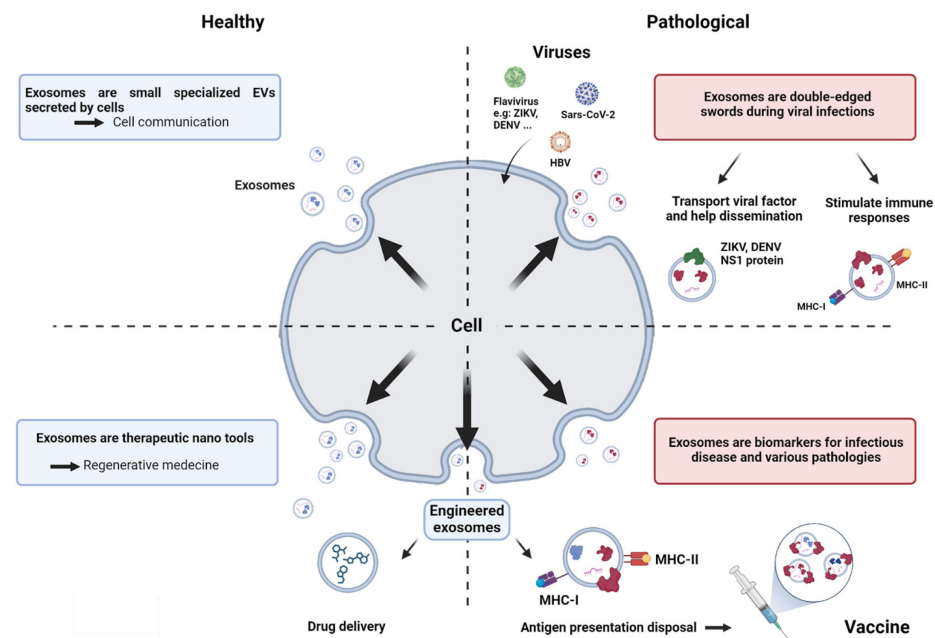 Healthy
Pathological
Viruses
Exosomes are small specialized EVs
secreted by cells
Cell communication
Flavivirus
e.g: ZIKV,
DENV ...
Sars-CoV-2
HBV
Exosomes are double-edged
swords during viral infections
Exosomes
Transport viral factor
and help dissemination
Stimulate immune
responses
ZIKV, DENV
NS1 protein
MHC-II
MHC-I
Cell
Exosomes are therapeutic nano tools
Regenerative medecine
Exosomes are biomarkers for infectious
disease and various pathologies
Engineered
exosomes
MHC-II
MHC-I
Drug delivery
Antigen presentation disposal
Vaccine